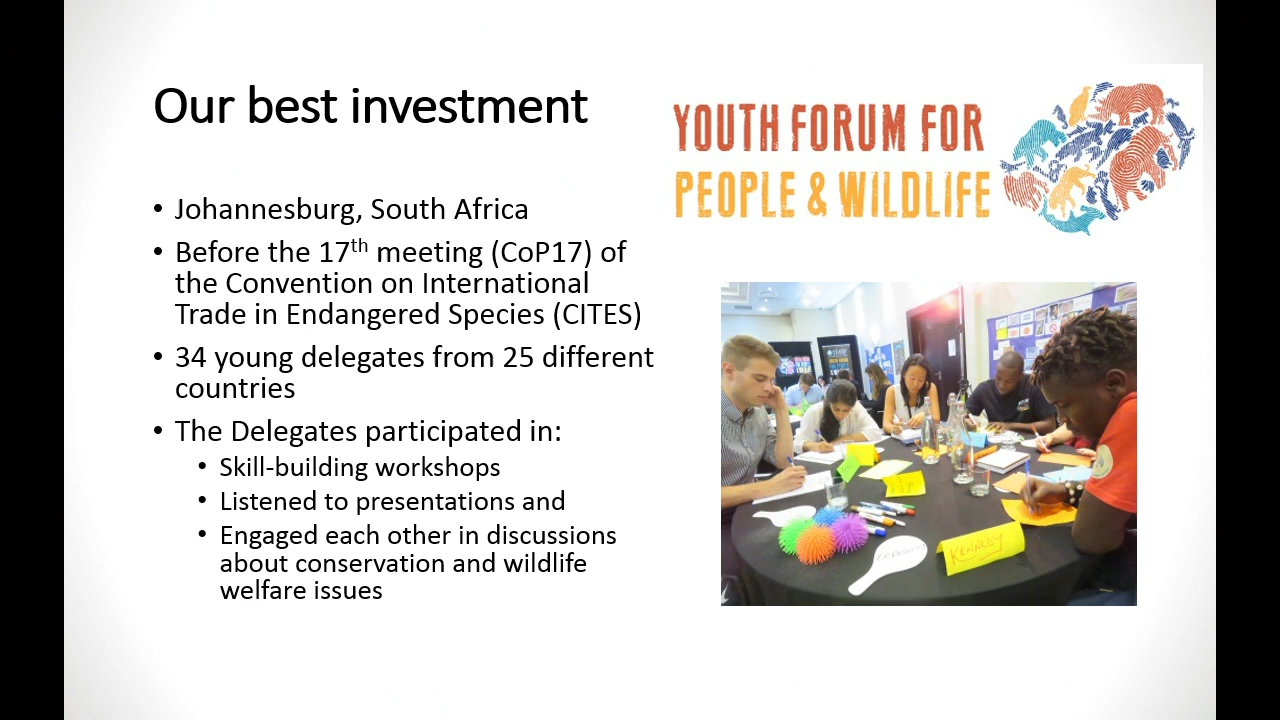 Our best investment
YOUTH FORUM FOR
PEOPLE & WILDLIFE
• Johannesburg, South Africa
• Before the 17th meeting (CoP17) of
the Convention on International
Trade in Endangered Species (CITES)
• 34 young delegates from 25 different
countries
• The Delegates participated in:
• Skill-building workshops
• Listened to presentations and
• Engaged each other in discussions
about conservation and wildlife
welfare issues
KENNEDY